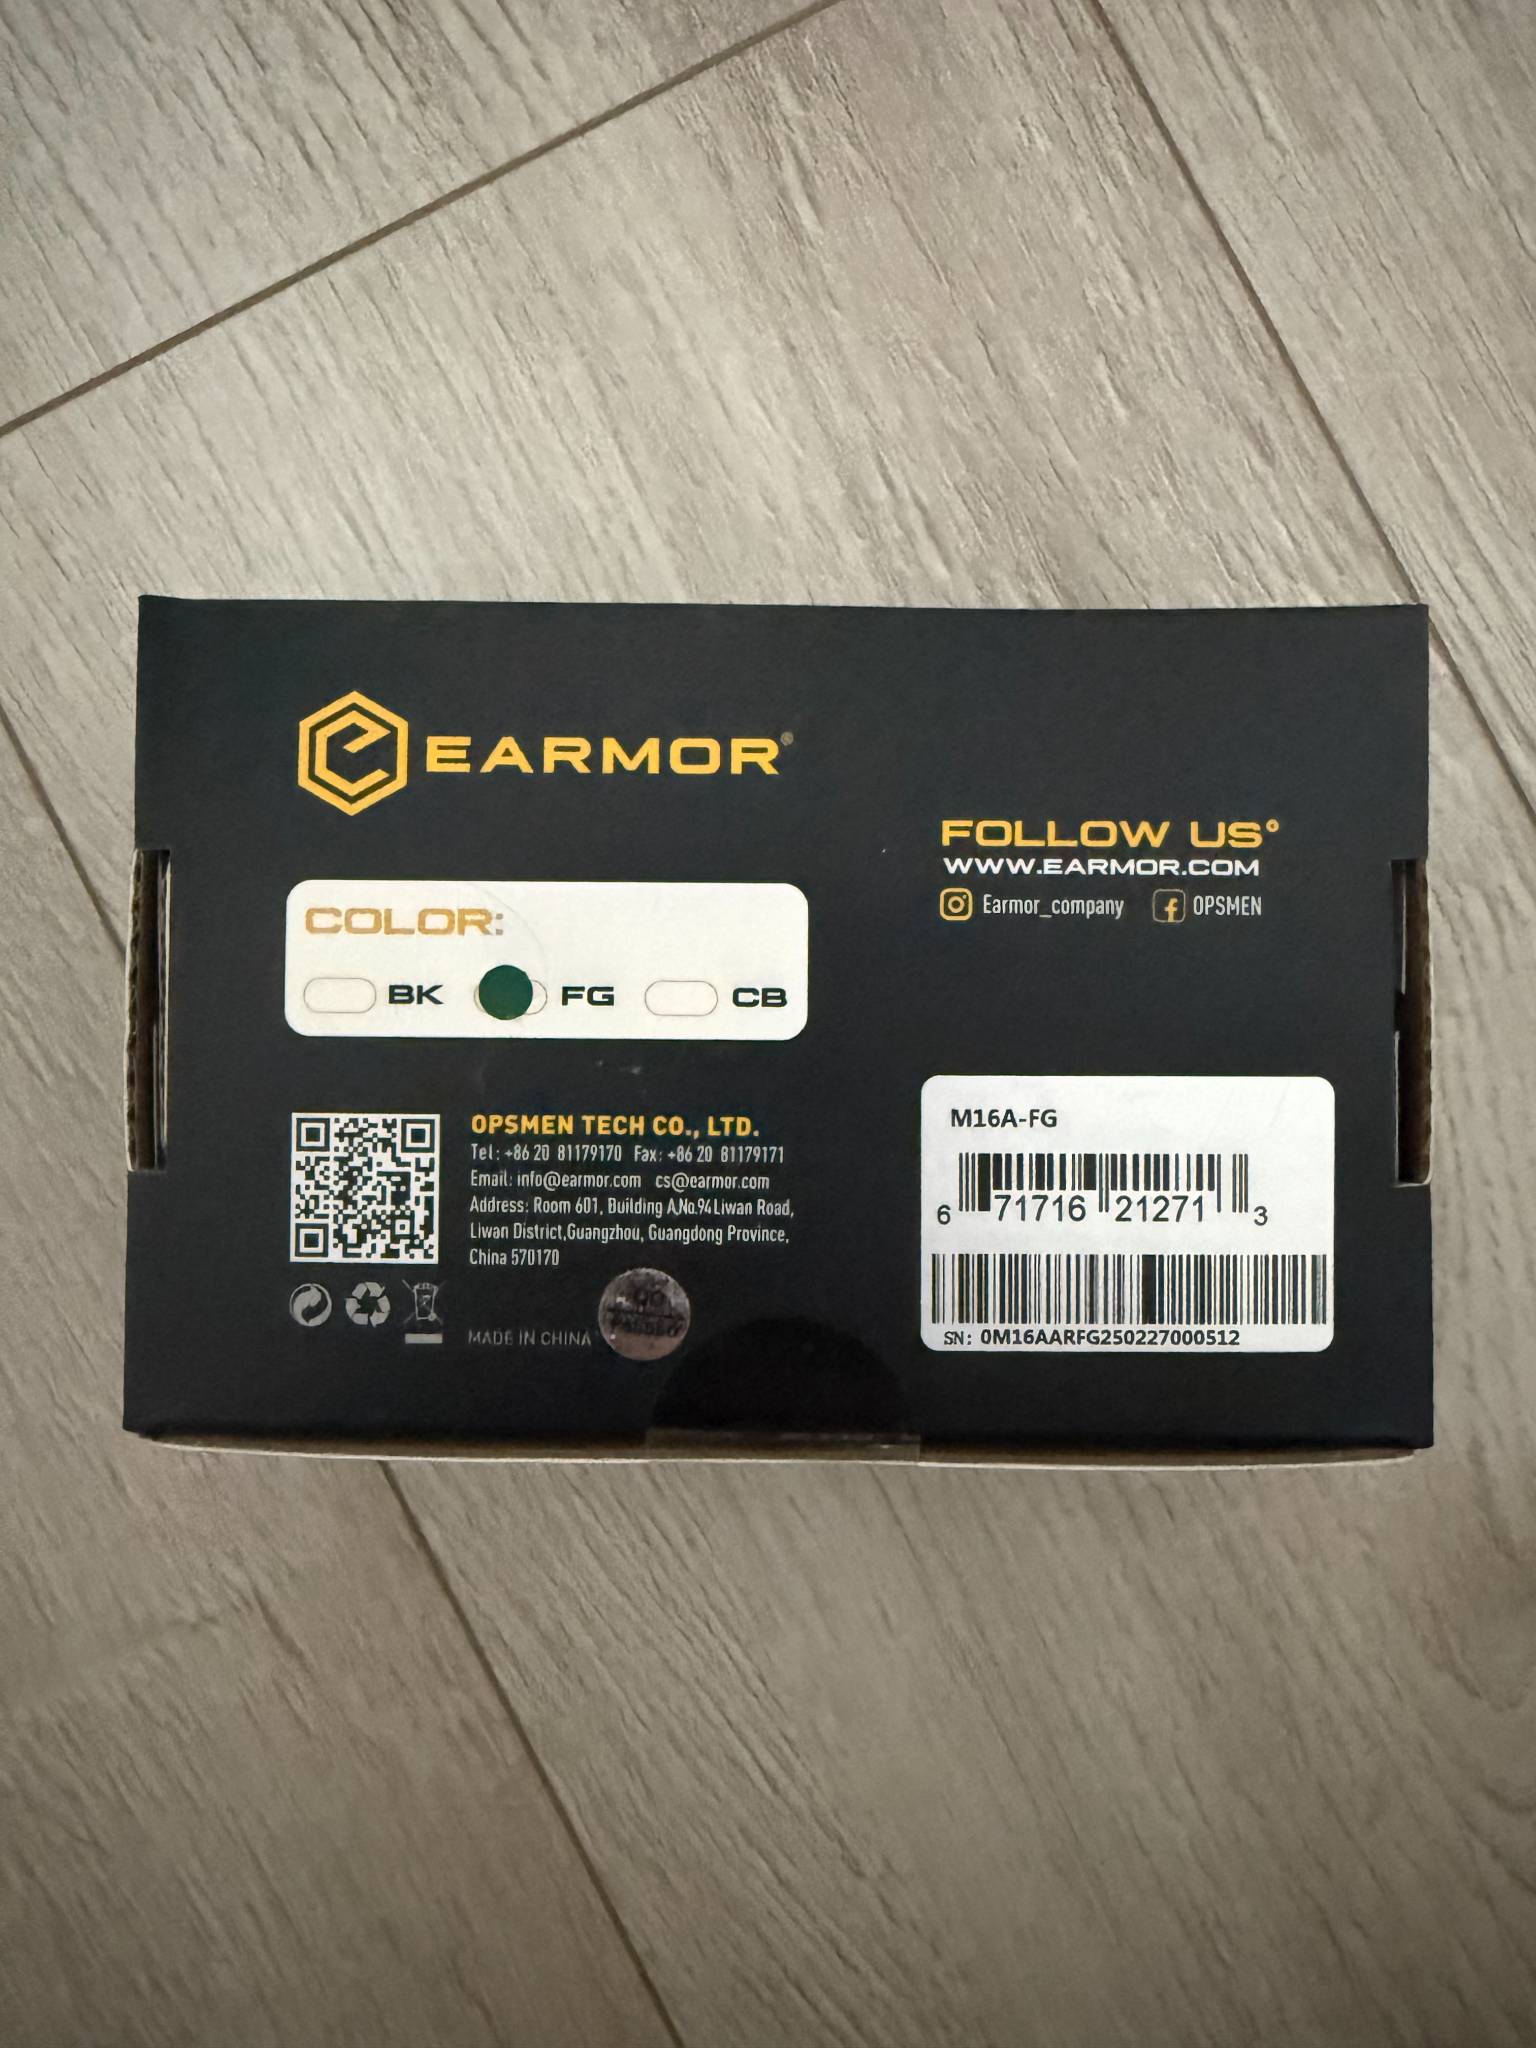 EARMOR®
COLOR:
BK FG CB
FOLLOW US
WWW.EARMOR.COM
Earmor_company OPSMEN
OPSMEN TECH CO., LTD.
Tel: +86 20 81179170 Fax: +86 20 81179171
Email: info@earmor.com cs@earmor.com
Address: Room 601, Building A,No.94 Liwan Road,
Liwan District,Guangzhou, Guangdong Province,
China 570170
MADE IN CHINA
PASSED
M16A-FG
6 71716 21271 3
SN: 0M16AARFG250227000512